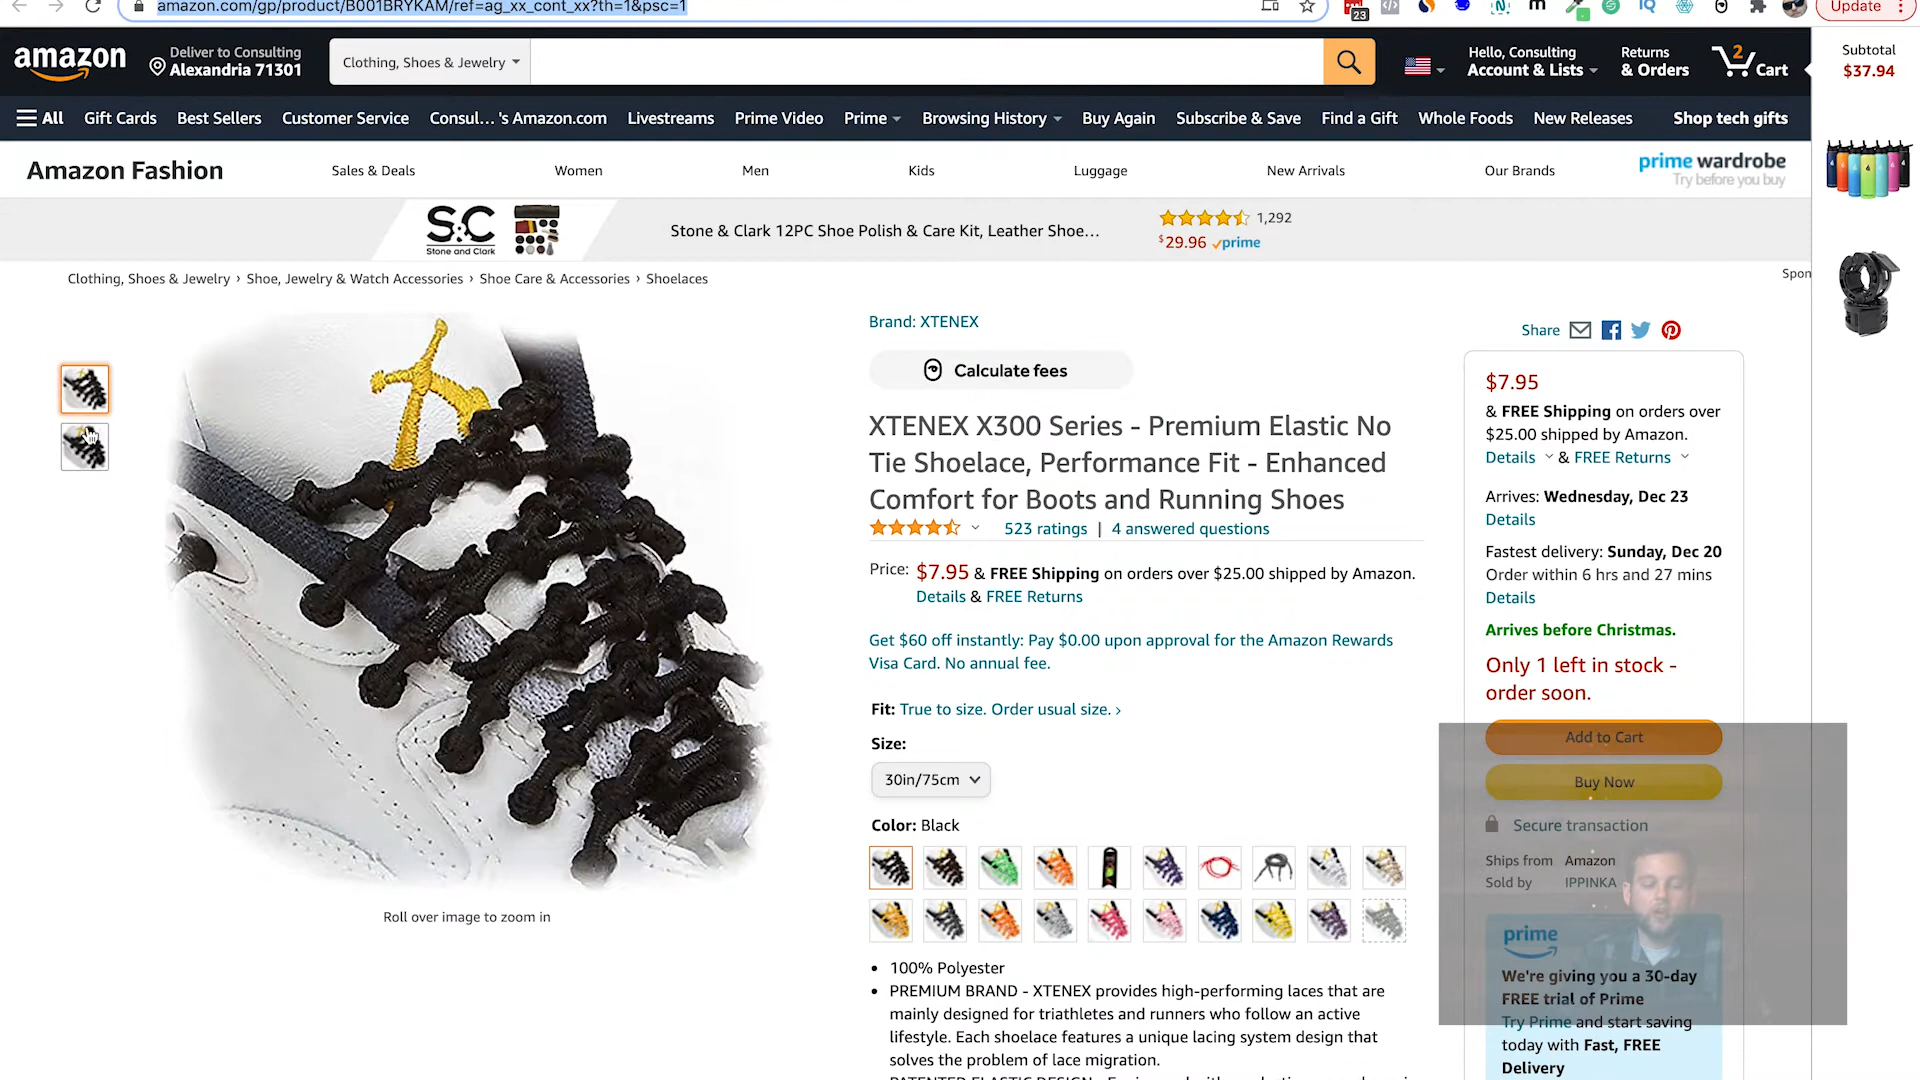 amazon.com/gp/product/B001BRYKAM/ref=ag_xx_cont_xx?th=1&psc=1
23
Update
amazon
Deliver to Consulting
Alexandria 71301
Clothing, Shoes & Jewelry
Hello, Consulting
Account & Lists
Returns
& Orders
2
Cart
Subtotal
$37.94
All
Gift Cards
Best Sellers
Customer Service
Consul... 's Amazon.com
Livestreams
Prime Video
Prime
Browsing History
Buy Again
Subscribe & Save
Find a Gift
Whole Foods
New Releases
Shop tech gifts
Amazon Fashion
Sales & Deals
Women
Men
Kids
Luggage
New Arrivals
Our Brands
prime wardrobe
Try before you buy
S&C
Stone and Clark
Stone & Clark 12PC Shoe Polish & Care Kit, Leather Shoe...
1,292
$29.96 prime
Clothing, Shoes & Jewelry › Shoe, Jewelry & Watch Accessories › Shoe Care & Accessories › Shoelaces
Spon
Brand: XTENEX
Calculate fees
XTENEX X300 Series - Premium Elastic No
Tie Shoelace, Performance Fit - Enhanced
Comfort for Boots and Running Shoes
523 ratings | 4 answered questions
Price: $7.95 & FREE Shipping on orders over $25.00 shipped by Amazon.
Details & FREE Returns
Get $60 off instantly: Pay $0.00 upon approval for the Amazon Rewards
Visa Card. No annual fee.
Fit: True to size. Order usual size. ›
Size:
30in/75cm
Color: Black
Roll over image to zoom in
• 100% Polyester
• PREMIUM BRAND - XTENEX provides high-performing laces that are
mainly designed for triathletes and runners who follow an active
lifestyle. Each shoelace features a unique lacing system design that
solves the problem of lace migration.
Share
$7.95
& FREE Shipping on orders over
$25.00 shipped by Amazon.
Details & FREE Returns
Arrives: Wednesday, Dec 23
Details
Fastest delivery: Sunday, Dec 20
Order within 6 hrs and 27 mins
Details
Arrives before Christmas.
Only 1 left in stock -
order soon.
Add to Cart
Buy Now
Secure transaction
Ships from Amazon
Sold by IPPINKA
prime
We're giving you a 30-day
FREE trial of Prime
Try Prime and start saving
today with Fast, FREE
Delivery